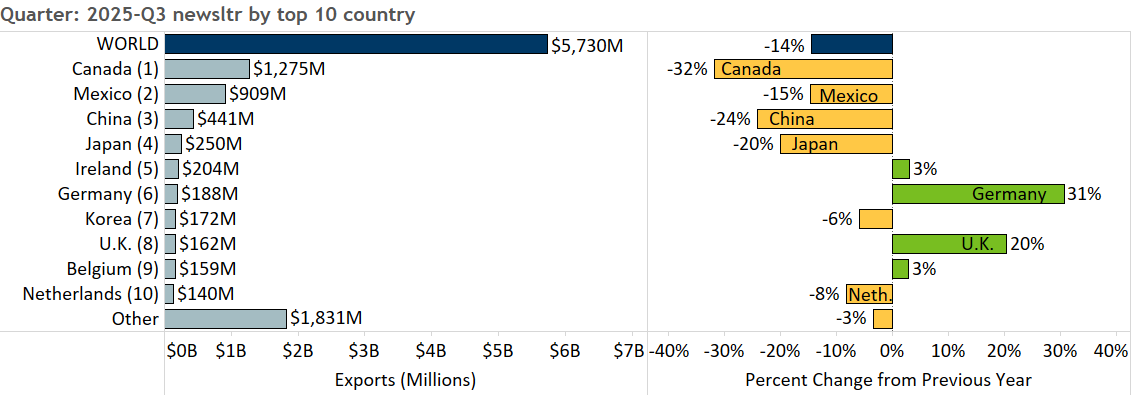 Quarter: 2025-Q3 newsltr by top 10 country
WORLD $5,730M -14%
Canada (1) $1,275M -32% Canada
Mexico (2) $909M -15% Mexico
China (3) $441M -24% China
Japan (4) $250M -20% Japan
Ireland (5) $204M 3%
Germany (6) $188M Germany 31%
Korea (7) $172M -6%
U.K. (8) $162M U.K. 20%
Belgium (9) $159M 3%
Netherlands (10) $140M -8% Neth.
Other $1,831M -3%
$0B $1B $2B $3B $4B $5B $6B $7B -40% -30% -20% -10% 0% 10% 20% 30% 40%
Exports (Millions) Percent Change from Previous Year